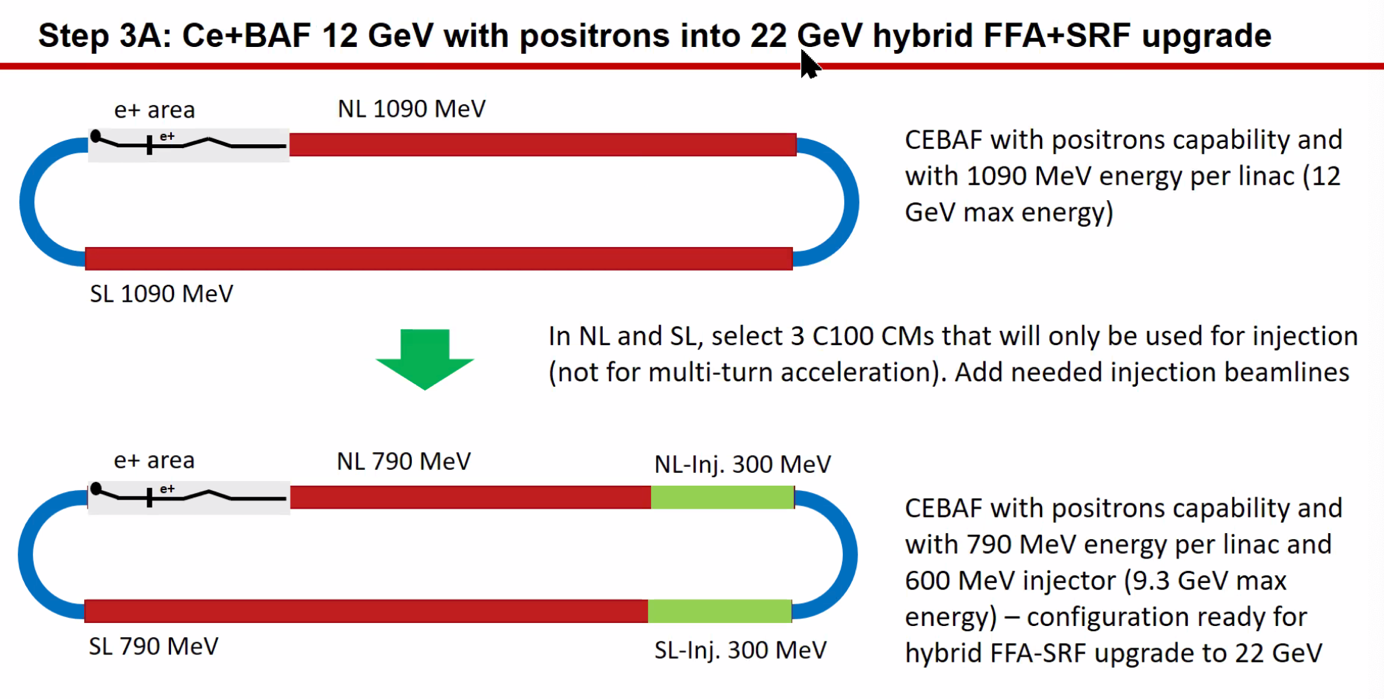 Step 3A: Ce+BAF 12 GeV with positrons into 22 GeV hybrid FFA+SRF upgrade
e+ area
NL 1090 MeV
e+
SL 1090 MeV
CEBAF with positrons capability and
with 1090 MeV energy per linac (12
GeV max energy)
In NL and SL, select 3 C100 CMs that will only be used for injection
(not for multi-turn acceleration). Add needed injection beamlines
e+ area
NL 790 MeV
NL-Inj. 300 MeV
e+
SL 790 MeV
SL-Inj. 300 MeV
CEBAF with positrons capability and
with 790 MeV energy per linac and
600 MeV injector (9.3 GeV max
energy) – configuration ready for
hybrid FFA-SRF upgrade to 22 GeV